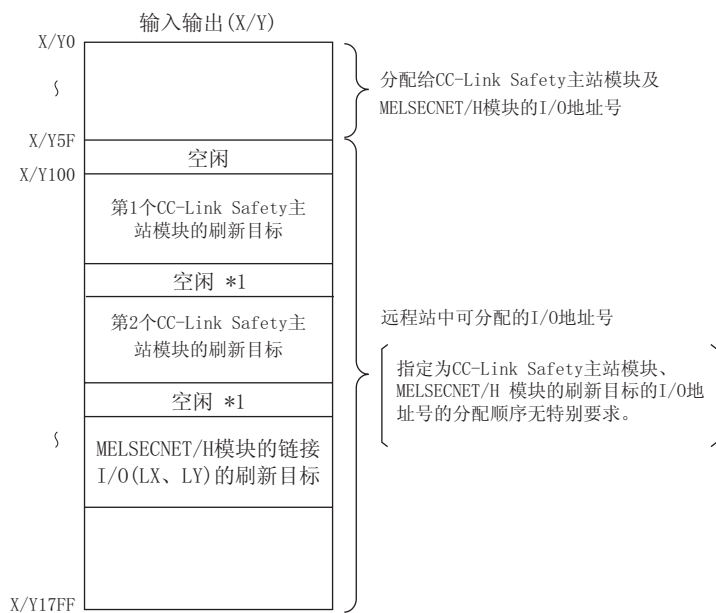 输入输出(X/Y)
X/Y0
分配给CC-Link Safety主站模块及
MELSECNET/H模块的I/O地址号
X/Y5F
空闲
X/Y100
第1个CC-Link Safety主
站模块的刷新目标
空闲 *1
第2个CC-Link Safety主
站模块的刷新目标
远程站中可分配的I/O地址号
指定为CC-Link Safety主站模块、
MELSECNET/H 模块的刷新目标的I/O地
址号的分配顺序无特别要求。
空闲 *1
MELSECNET/H模块的链接
I/O(LX、LY)的刷新目标
X/Y17FF